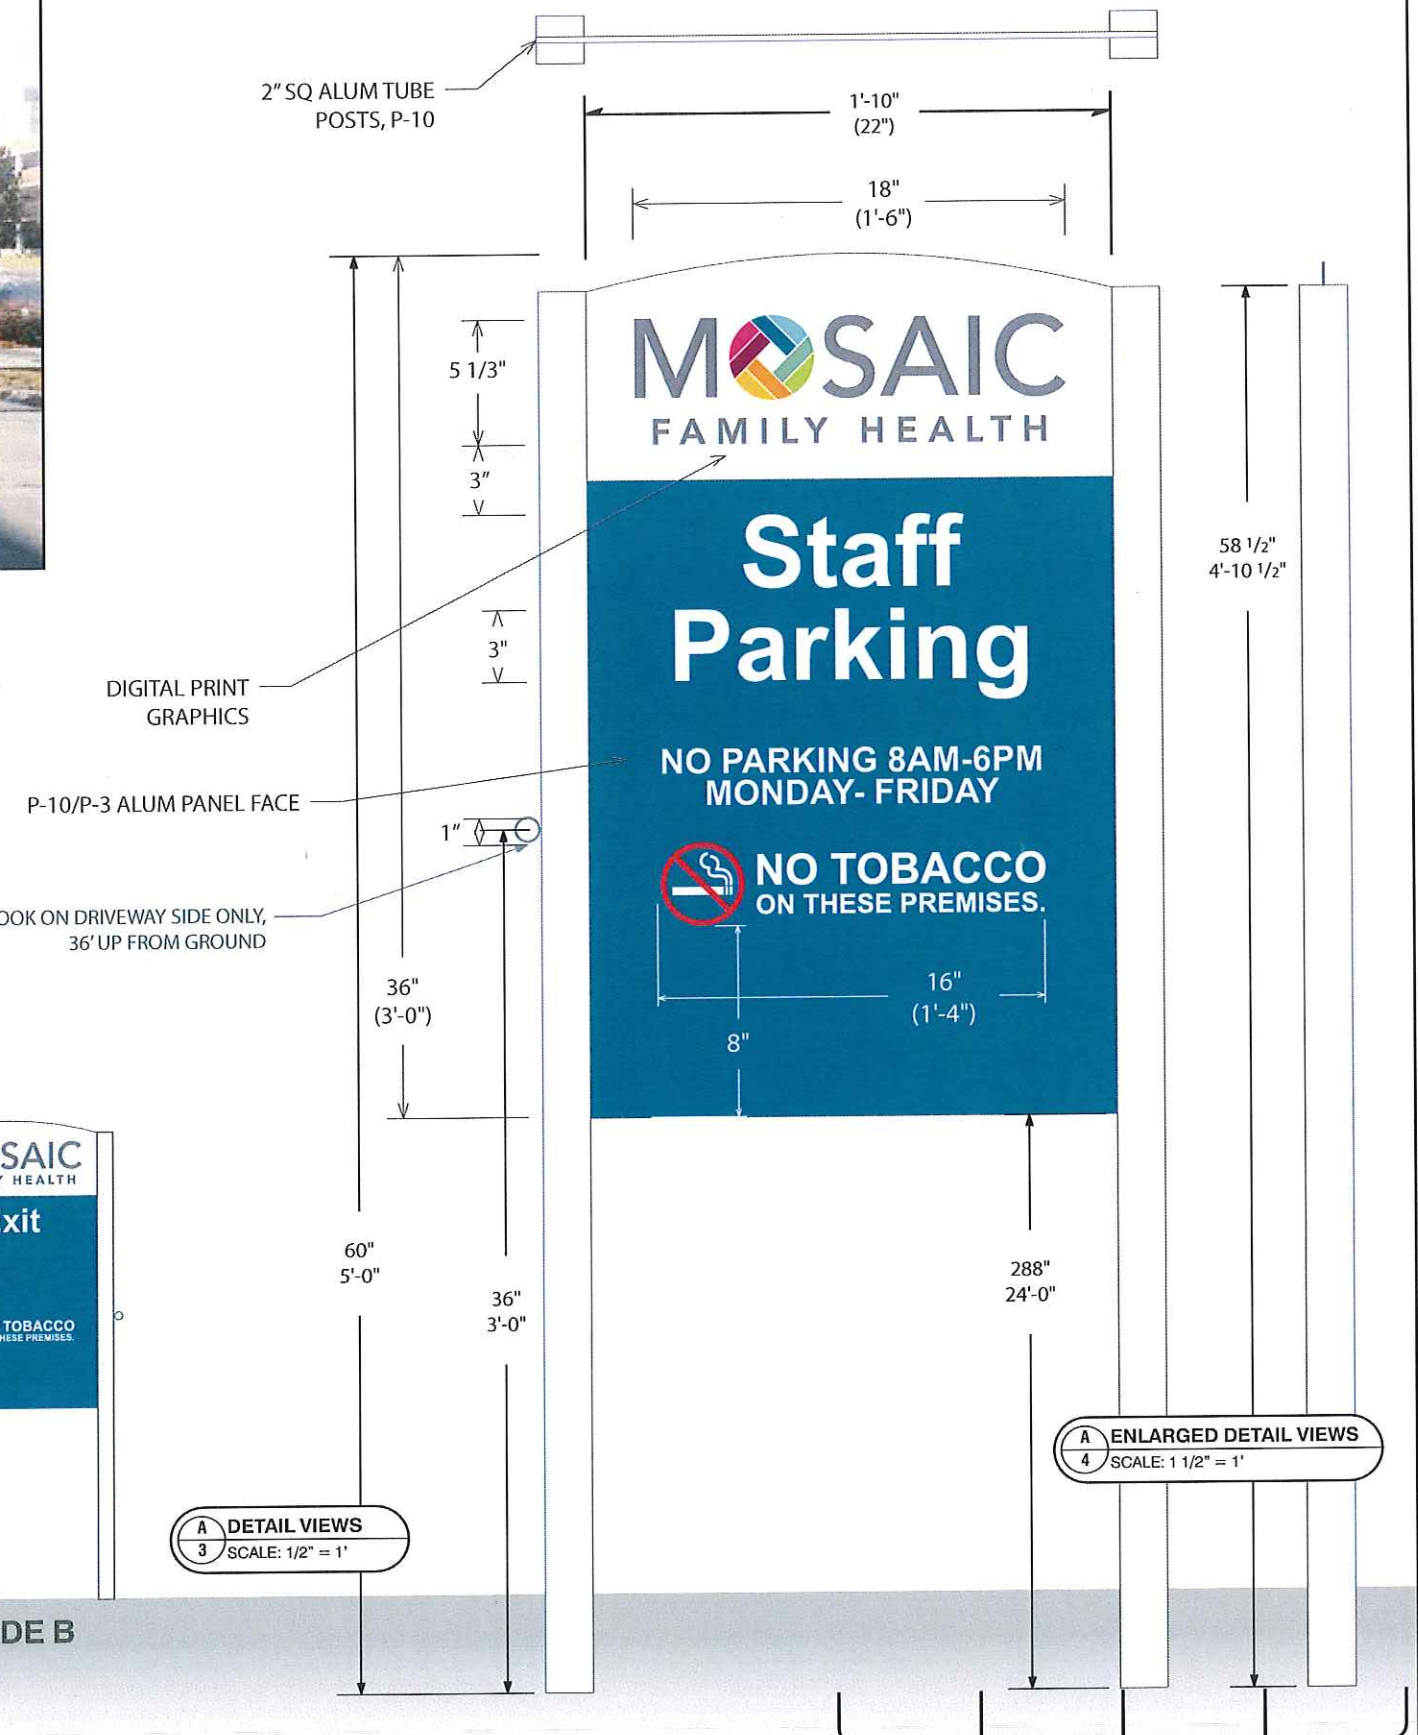 2" SQ ALUM TUBE
POSTS, P-10
1'-10"
(22")
18"
(1'-6")
MOSAIC
FAMILY HEALTH
5 1/3"
3"
Staff
Parking
3"
58 1/2"
4'-10 1/2"
DIGITAL PRINT
GRAPHICS
NO PARKING 8AM-6PM
MONDAY- FRIDAY
P-10/P-3 ALUM PANEL FACE
1"
NO TOBACCO
ON THESE PREMISES.
OOK ON DRIVEWAY SIDE ONLY,
36' UP FROM GROUND
36"
(3'-0")
16"
(1'-4")
8"
SAIC
Y HEALTH
xit
TOBACCO
HESE PREMISES.
60"
5'-0"
36"
3'-0"
288"
24'-0"
A
4
ENLARGED DETAIL VIEWS
SCALE: 1 1/2" = 1'
A
3
DETAIL VIEWS
SCALE: 1/2" = 1'
DE B